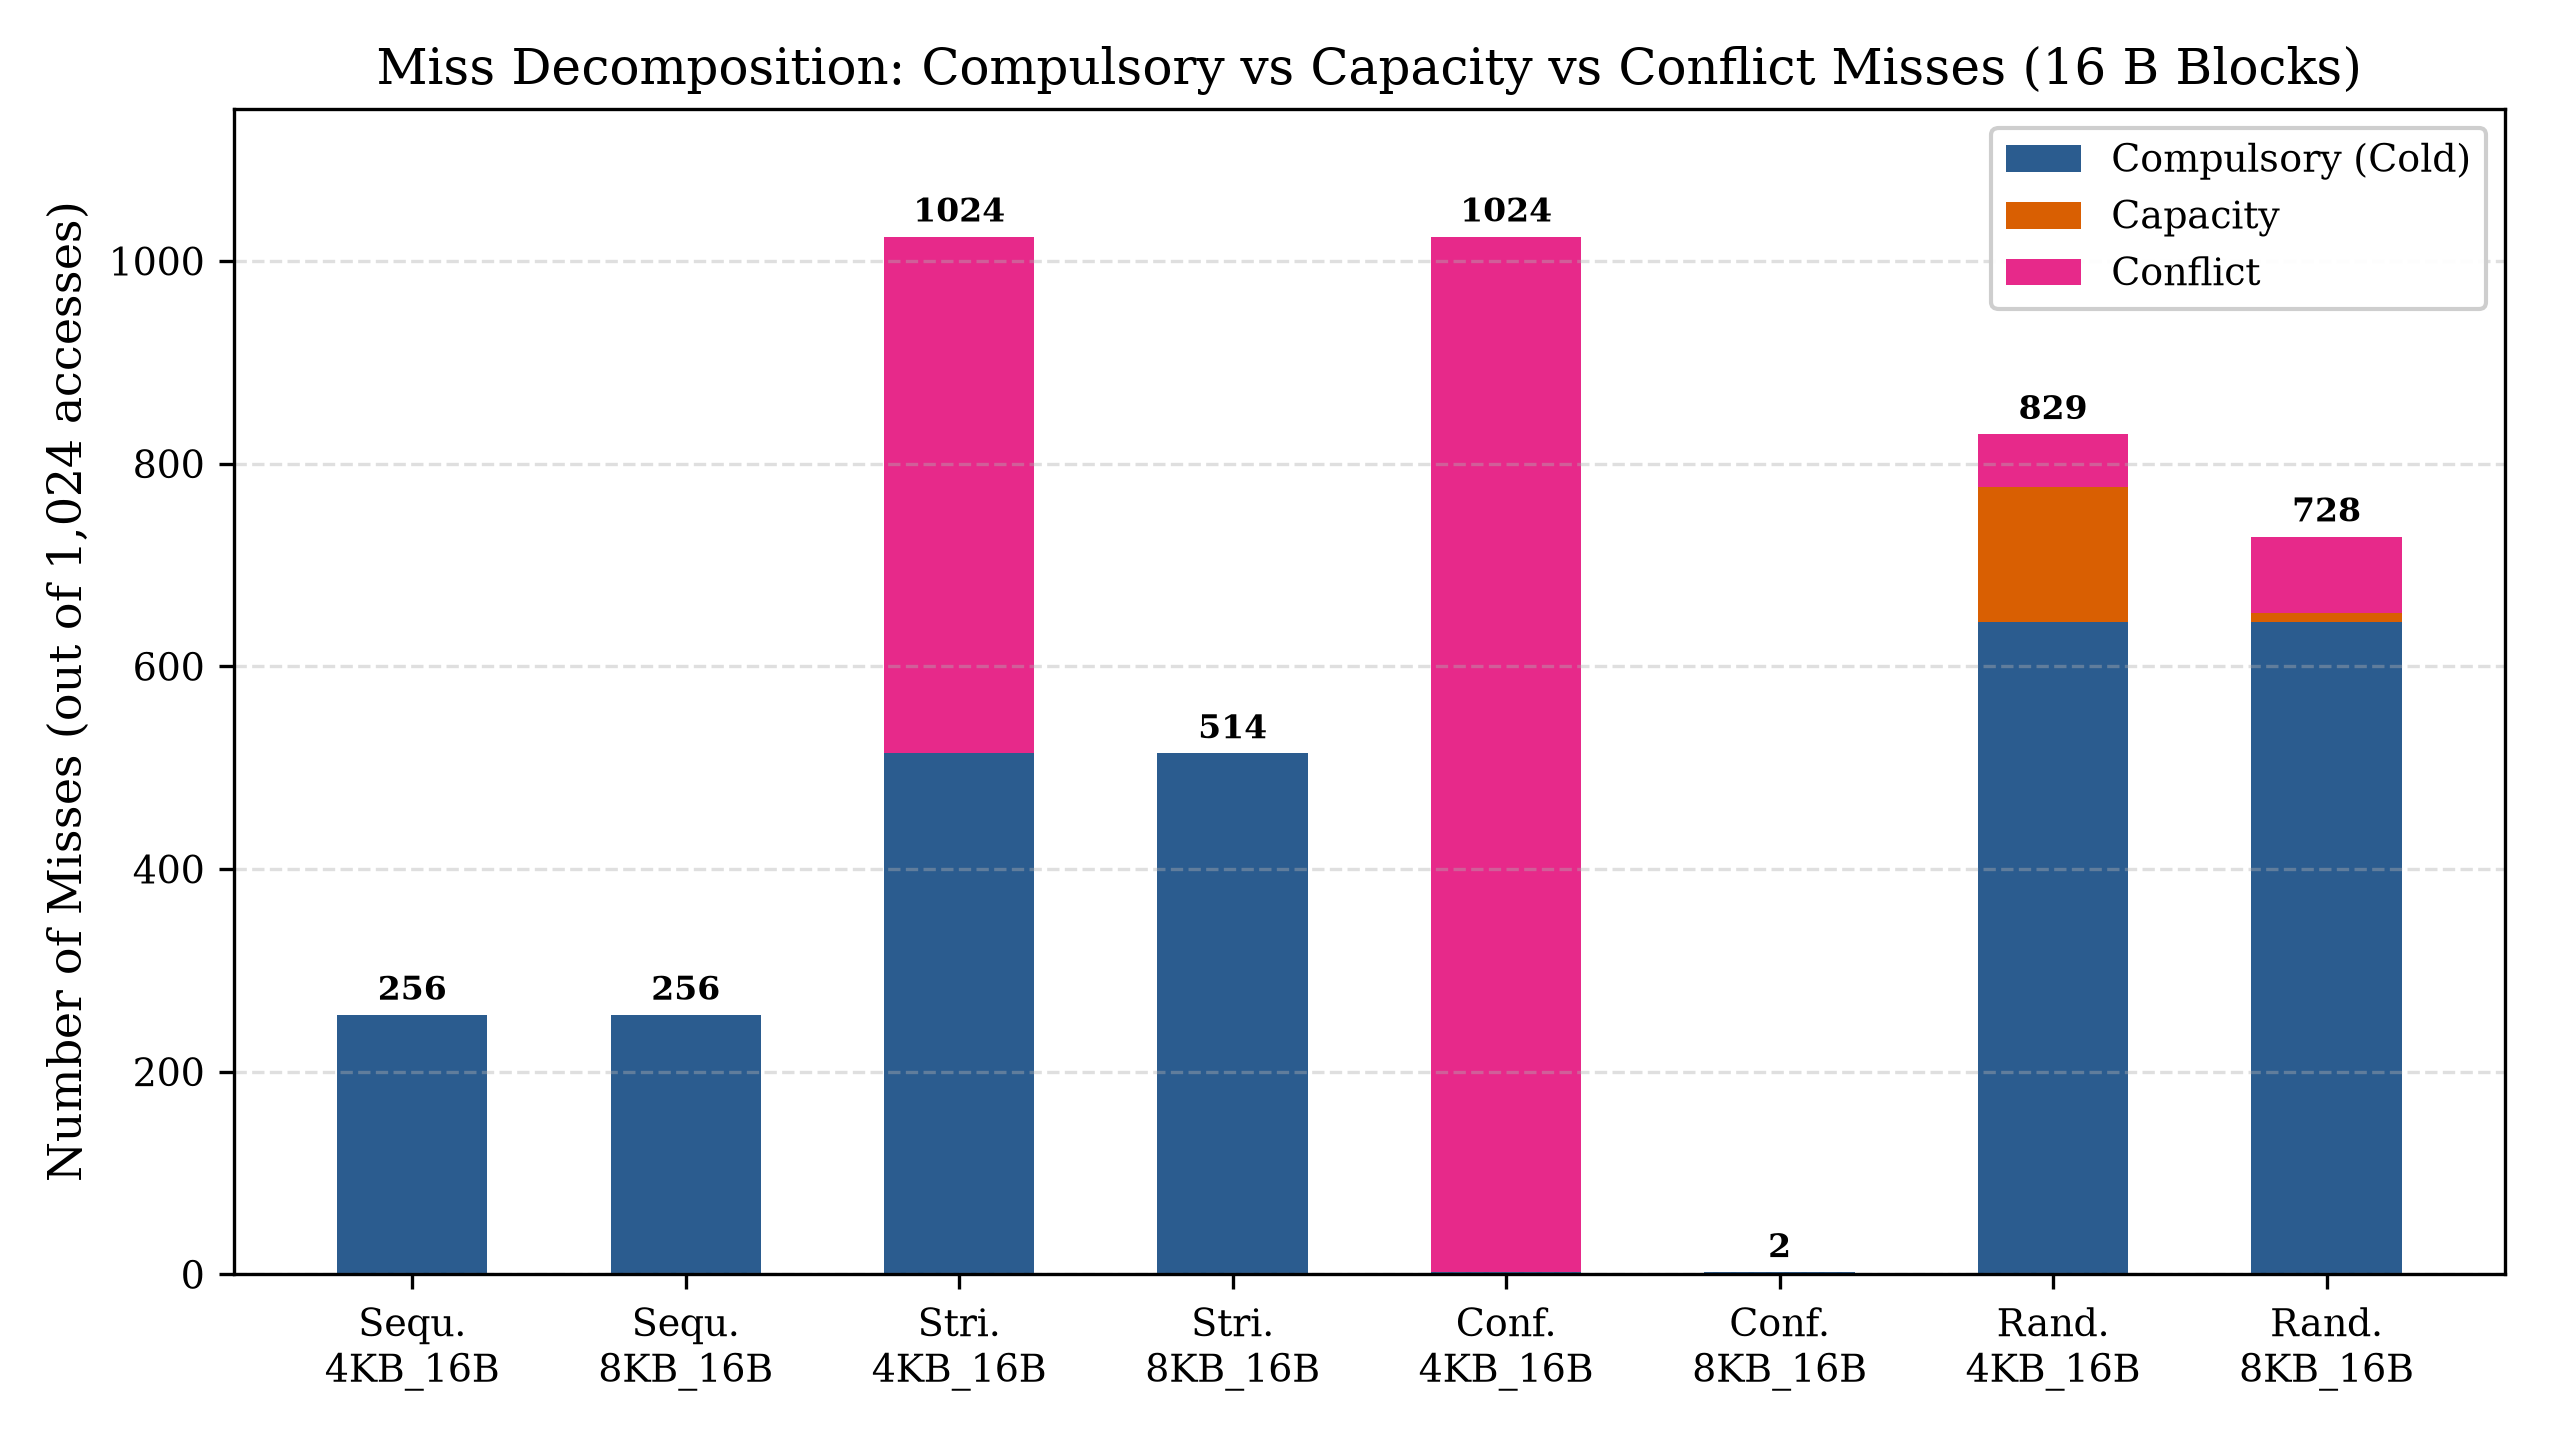 Miss Decomposition: Compulsory vs Capacity vs Conflict Misses (16 B Blocks)
Number of Misses (out of 1,024 accesses)
Compulsory (Cold)
Capacity
Conflict
1000
800
600
400
200
0
256
256
1024
514
1024
2
829
728
Sequ.
4KB_16B
Sequ.
8KB_16B
Stri.
4KB_16B
Stri.
8KB_16B
Conf.
4KB_16B
Conf.
8KB_16B
Rand.
4KB_16B
Rand.
8KB_16B